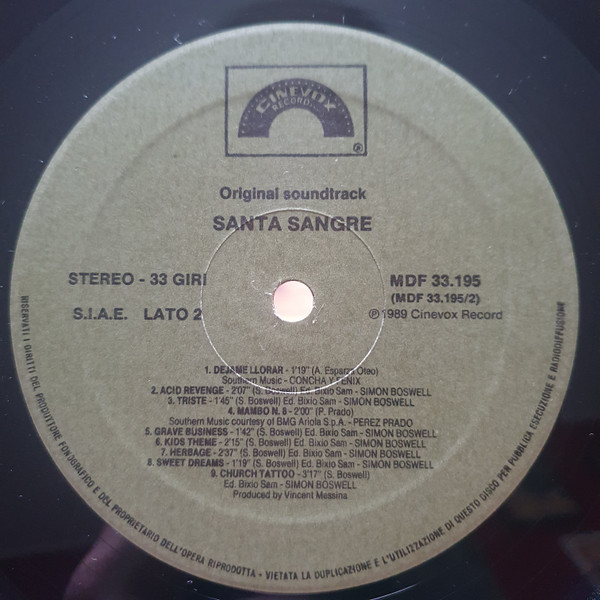 CINEVOX
RECORD
®
Original soundtrack
SANTA SANGRE
STEREO - 33 GIRI
MDF 33.195
(MDF 33.195/2)
S.I.A.E. LATO 2
℗ 1989 Cinevox Record
1. DEJAME LLORAR - 1'19" (A. Esparza Oteo)
Southern Music - CONCHA Y FENIX
2. ACID REVENGE - 2'07" (S. Boswell) Ed. Bixio Sam - SIMON BOSWELL
3. TRISTE - 1'45" (S. Boswell) Ed. Bixio Sam - SIMON BOSWELL
4. MAMBO N. 8 - 2'00" (P. Prado)
Southern Music courtesy of BMG Ariola S.p.A. - PEREZ PRADO
5. GRAVE BUSINESS - 1'42" (S. Boswell) Ed. Bixio Sam - SIMON BOSWELL
6. KIDS THEME - 2'15" (S. Boswell) Ed. Bixio Sam - SIMON BOSWELL
7. HERBAGE - 2'37" (S. Boswell) Ed. Bixio Sam - SIMON BOSWELL
8. SWEET DREAMS - 1'19" (S. Boswell) Ed. Bixio Sam - SIMON BOSWELL
9. CHURCH TATTOO - 3'17" (S. Boswell)
Ed. Bixio Sam - SIMON BOSWELL
Produced by Vincent Messina
RISERVATI I DIRITTI DEL PRODUTTORE FONOGRAFICO E DEL PROPRIETARIO DELL'OPERA RIPRODOTTA - VIETATA LA DUPLICAZIONE E L'UTILIZZAZIONE DI QUESTO DISCO PER PUBBLICA ESECUZIONE E RADIODIFFUSIONE